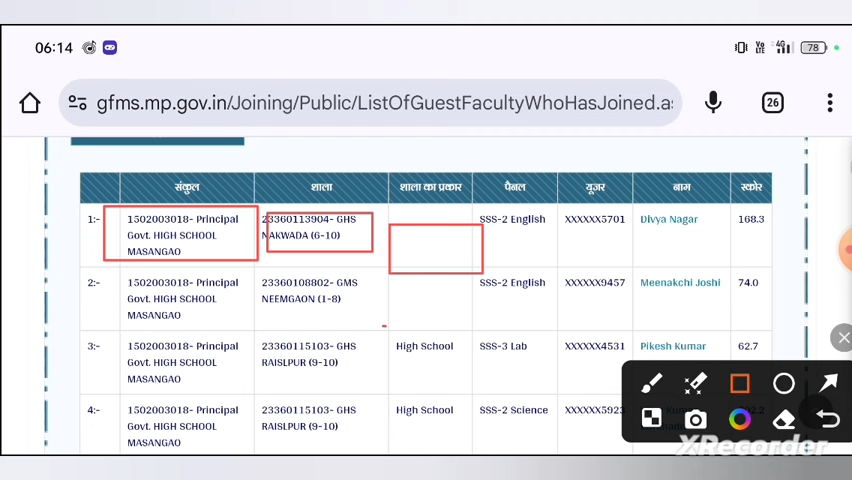 06:14
Vo LTE 4G 78
gfms.mp.gov.in/Joining/Public/ListOfGuestFacultyWhoHasJoined.as
26
संकुल शाला शाला का प्रकार पैनल यूजर नाम स्कोर
1:- 1502003018- Principal 23360113904- GHS SSS-2 English XXXXXX5701 Divya Nagar 168.3
Govt. HIGH SCHOOL NAKWADA (6-10)
MASANGAO
2:- 1502003018- Principal 23360108802- GMS SSS-2 English XXXXXX9457 Meenakchi Joshi 74.0
Govt. HIGH SCHOOL NEEMGAON (1-8)
MASANGAO
3:- 1502003018- Principal 23360115103- GHS High School SSS-3 Lab XXXXXX4531 Pikesh Kumar 62.7
Govt. HIGH SCHOOL RAISLPUR (9-10)
MASANGAO
4:- 1502003018- Principal 23360115103- GHS High School SSS-2 Science XXXXXX5923
Govt. HIGH SCHOOL RAISLPUR (9-10)
MASANGAO
XRecorder